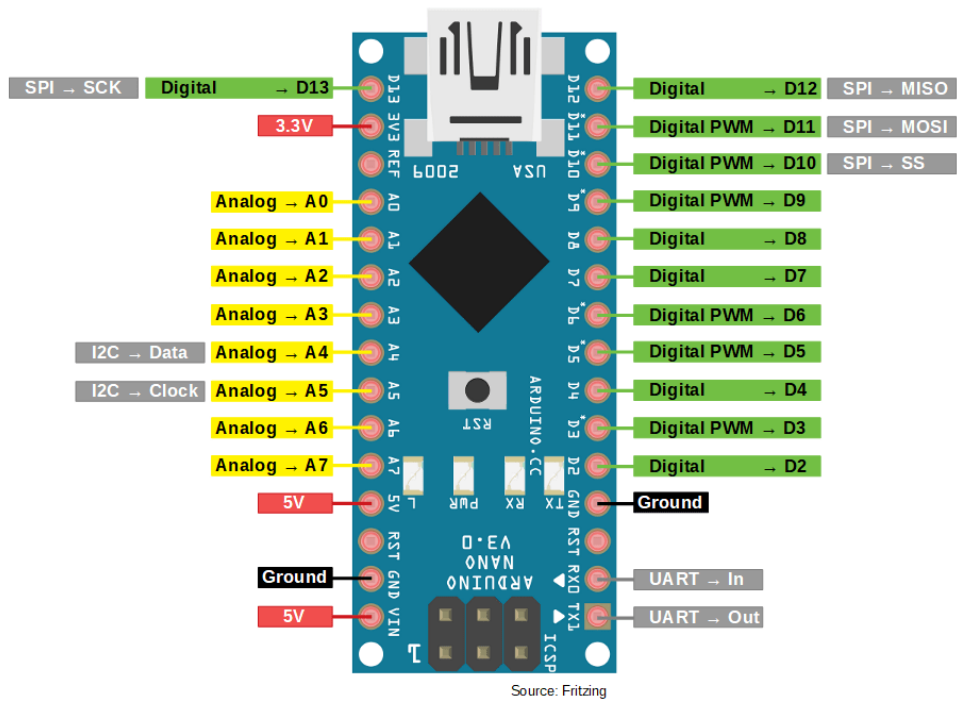 SPI → SCK
Digital → D13
3.3V
Analog → A0
Analog → A1
Analog → A2
Analog → A3
I2C → Data
Analog → A4
I2C → Clock
Analog → A5
Analog → A6
Analog → A7
5V
Ground
5V
D13
3V3
REF
A0
A1
A2
A3
A4
A5
A6
A7
5V
RST
GND
VIN
2009
USA
RST
ARDUINO.CC
L
PWR
RX
TX
ARDUINO
NANO
V3.0
1
ICSP
D12
D11*
D10*
D9*
D8
D7
D6*
D5*
D4
D3*
D2
GND
RST
RX0
TX1
Digital → D12
SPI → MISO
Digital PWM → D11
SPI → MOSI
Digital PWM → D10
SPI → SS
Digital PWM → D9
Digital → D8
Digital → D7
Digital PWM → D6
Digital PWM → D5
Digital → D4
Digital PWM → D3
Digital → D2
Ground
UART → In
UART → Out
Source: Fritzing